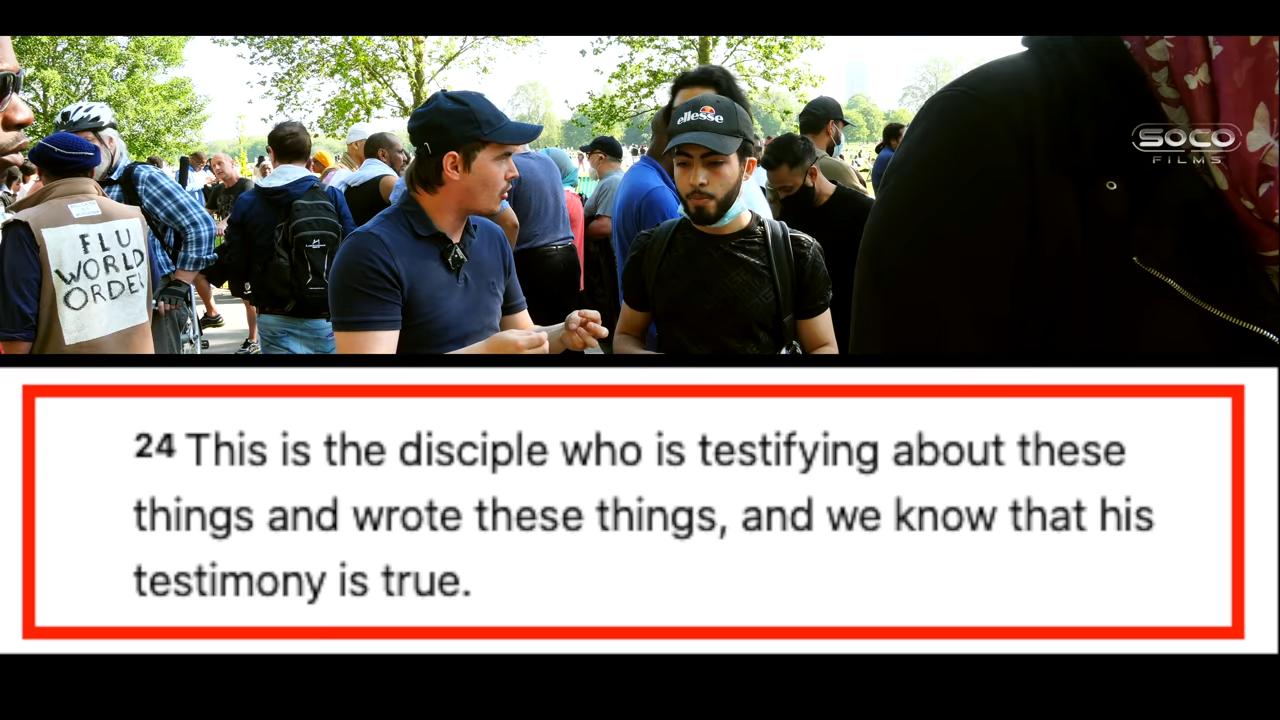 FLU
WORLD
ORDER
ellesse
SOCO
FILMS
24 This is the disciple who is testifying about these
things and wrote these things, and we know that his
testimony is true.